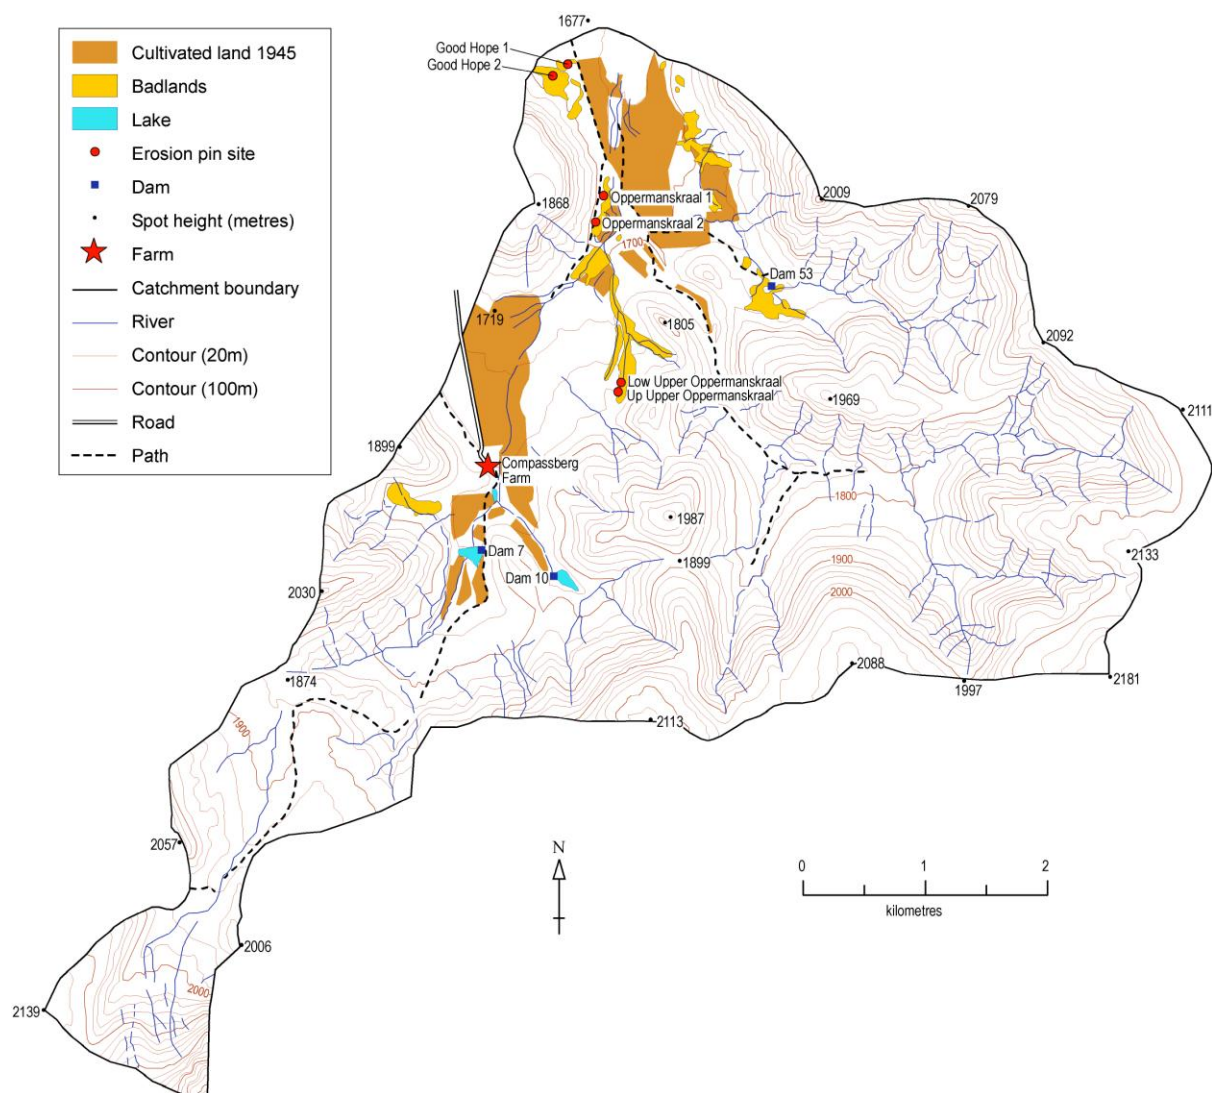 Cultivated land 1945
Badlands
Lake
Erosion pin site
Dam
Spot height (metres)
Farm
Catchment boundary
River
Contour (20m)
Contour (100m)
Road
Path
1677
Good Hope 1
Good Hope 2
1868
Oppermanskraal 1
Oppermanskraal 2
1700
2009
2079
Dam 53
1719
1805
2092
Low Upper Oppermanskraal
Up Upper Oppermanskraal
1969
2111
1899
Compassberg
Farm
1800
1987
Dam 7
1899
1900
2133
Dam 10
2030
2000
2088
1874
1997
2181
1900
2113
2057
N
0 1 2
kilometres
2006
2000
2139